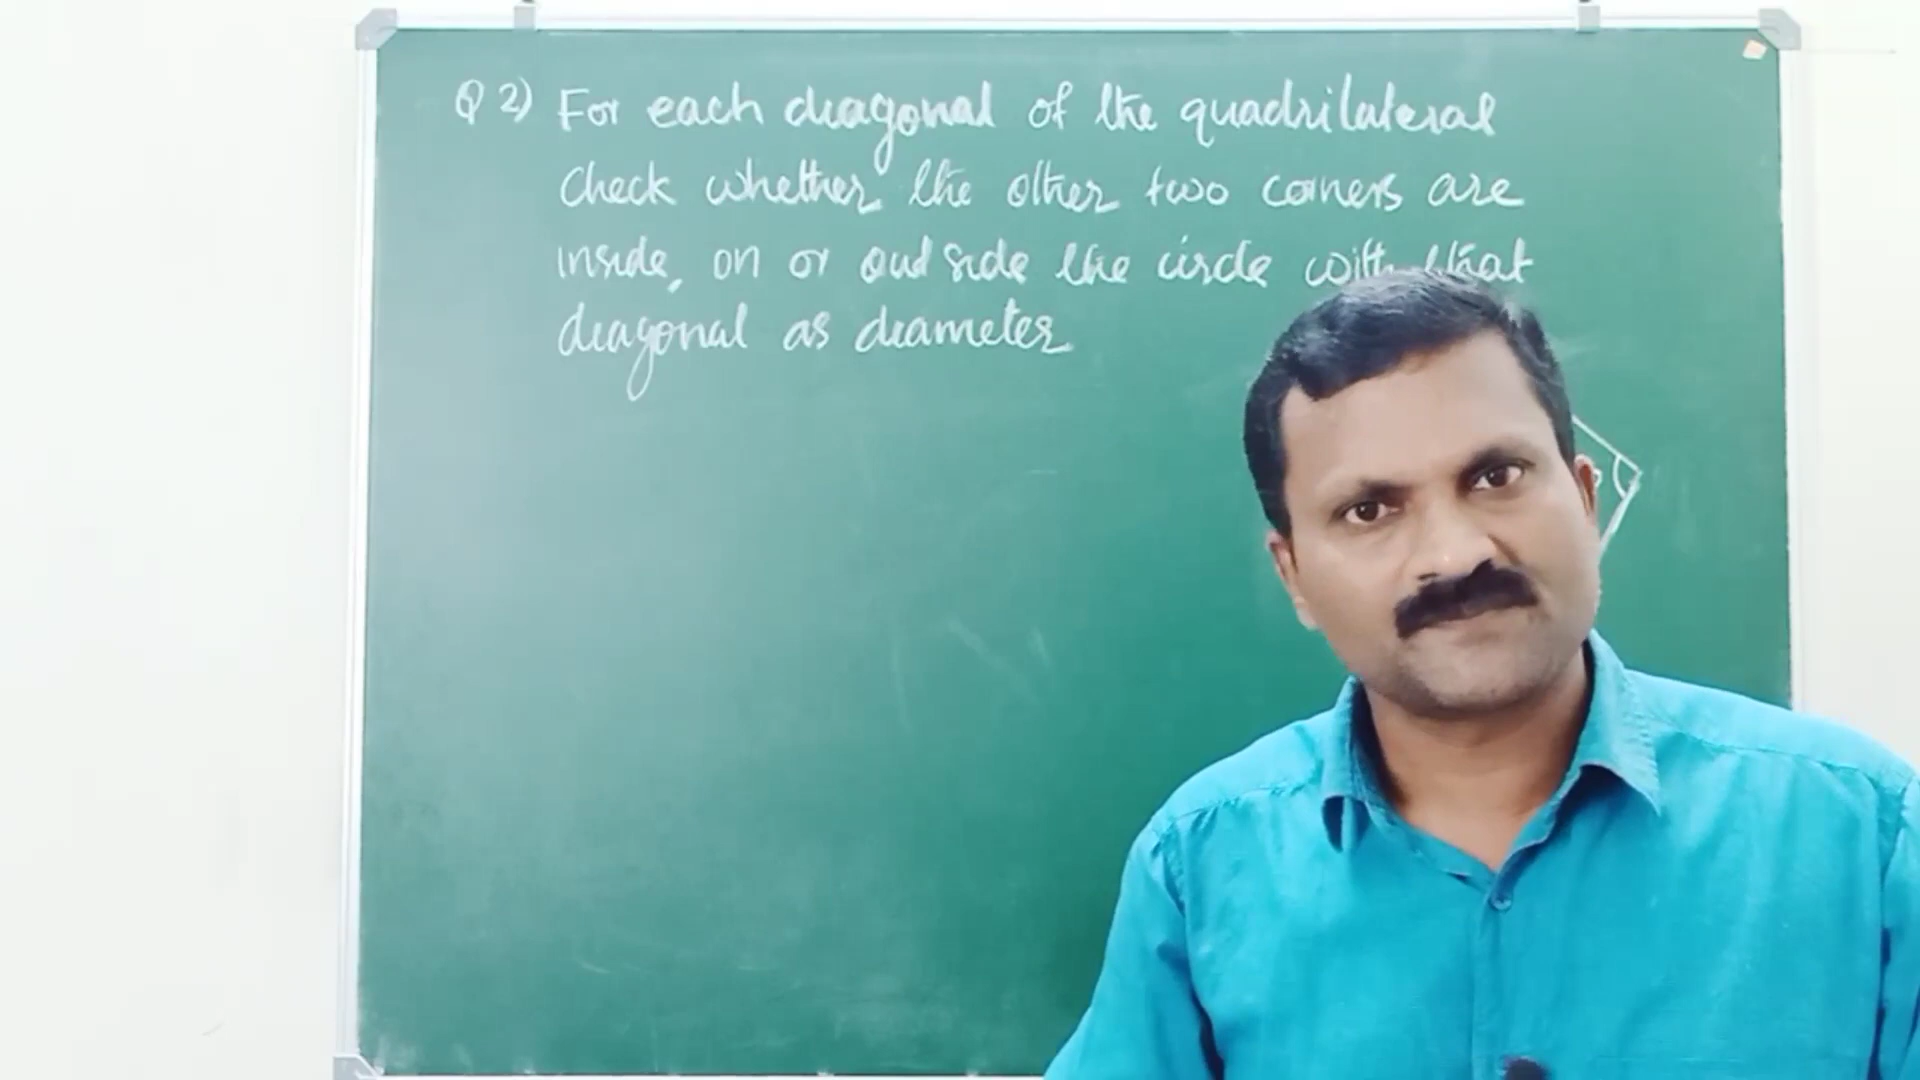 Q 2) For each diagonal of the quadrilateral
check whether the other two corners are
inside, on or outside the circle with that
diagonal as diameter